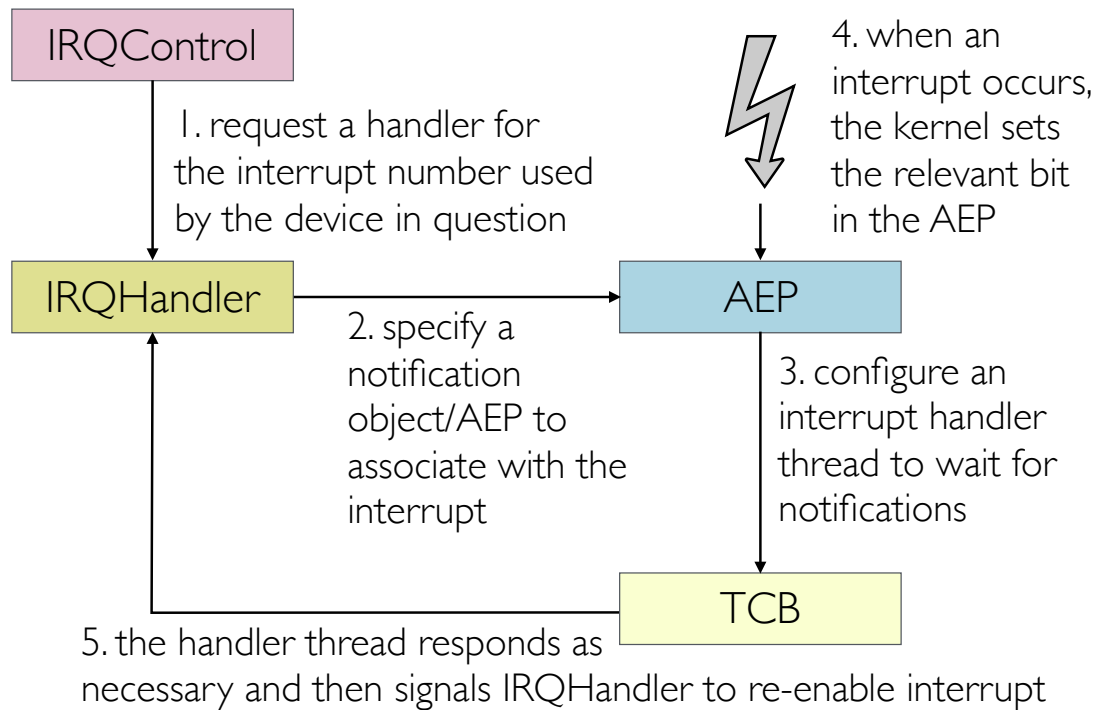 IRQControl
4. when an
interrupt occurs,
the kernel sets
the relevant bit
in the AEP
1. request a handler for
the interrupt number used
by the device in question
IRQHandler
AEP
2. specify a
notification
object/AEP to
associate with the
interrupt
3. configure an
interrupt handler
thread to wait for
notifications
TCB
5. the handler thread responds as
necessary and then signals IRQHandler to re-enable interrupt